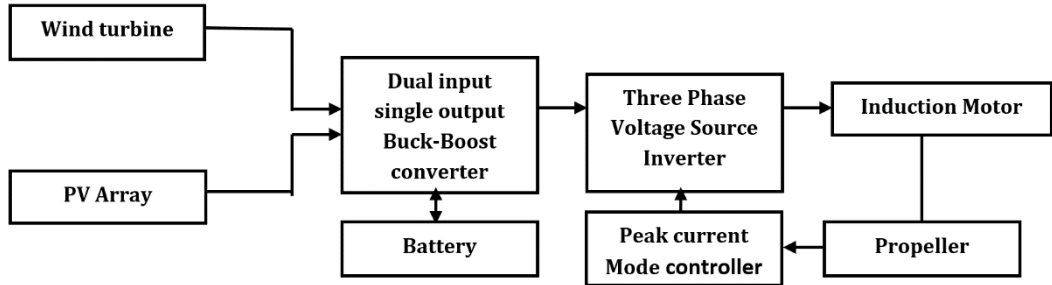 Wind turbine
PV Array
Dual input
single output
Buck-Boost
converter
Battery
Three Phase
Voltage Source
Inverter
Peak current
Mode controller
Induction Motor
Propeller